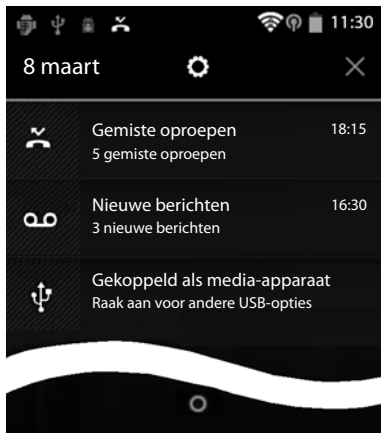 11:30
8 maart
Gemiste oproepen 18:15
5 gemiste oproepen
Nieuwe berichten 16:30
3 nieuwe berichten
Gekoppeld als media-apparaat
Raak aan voor andere USB-opties